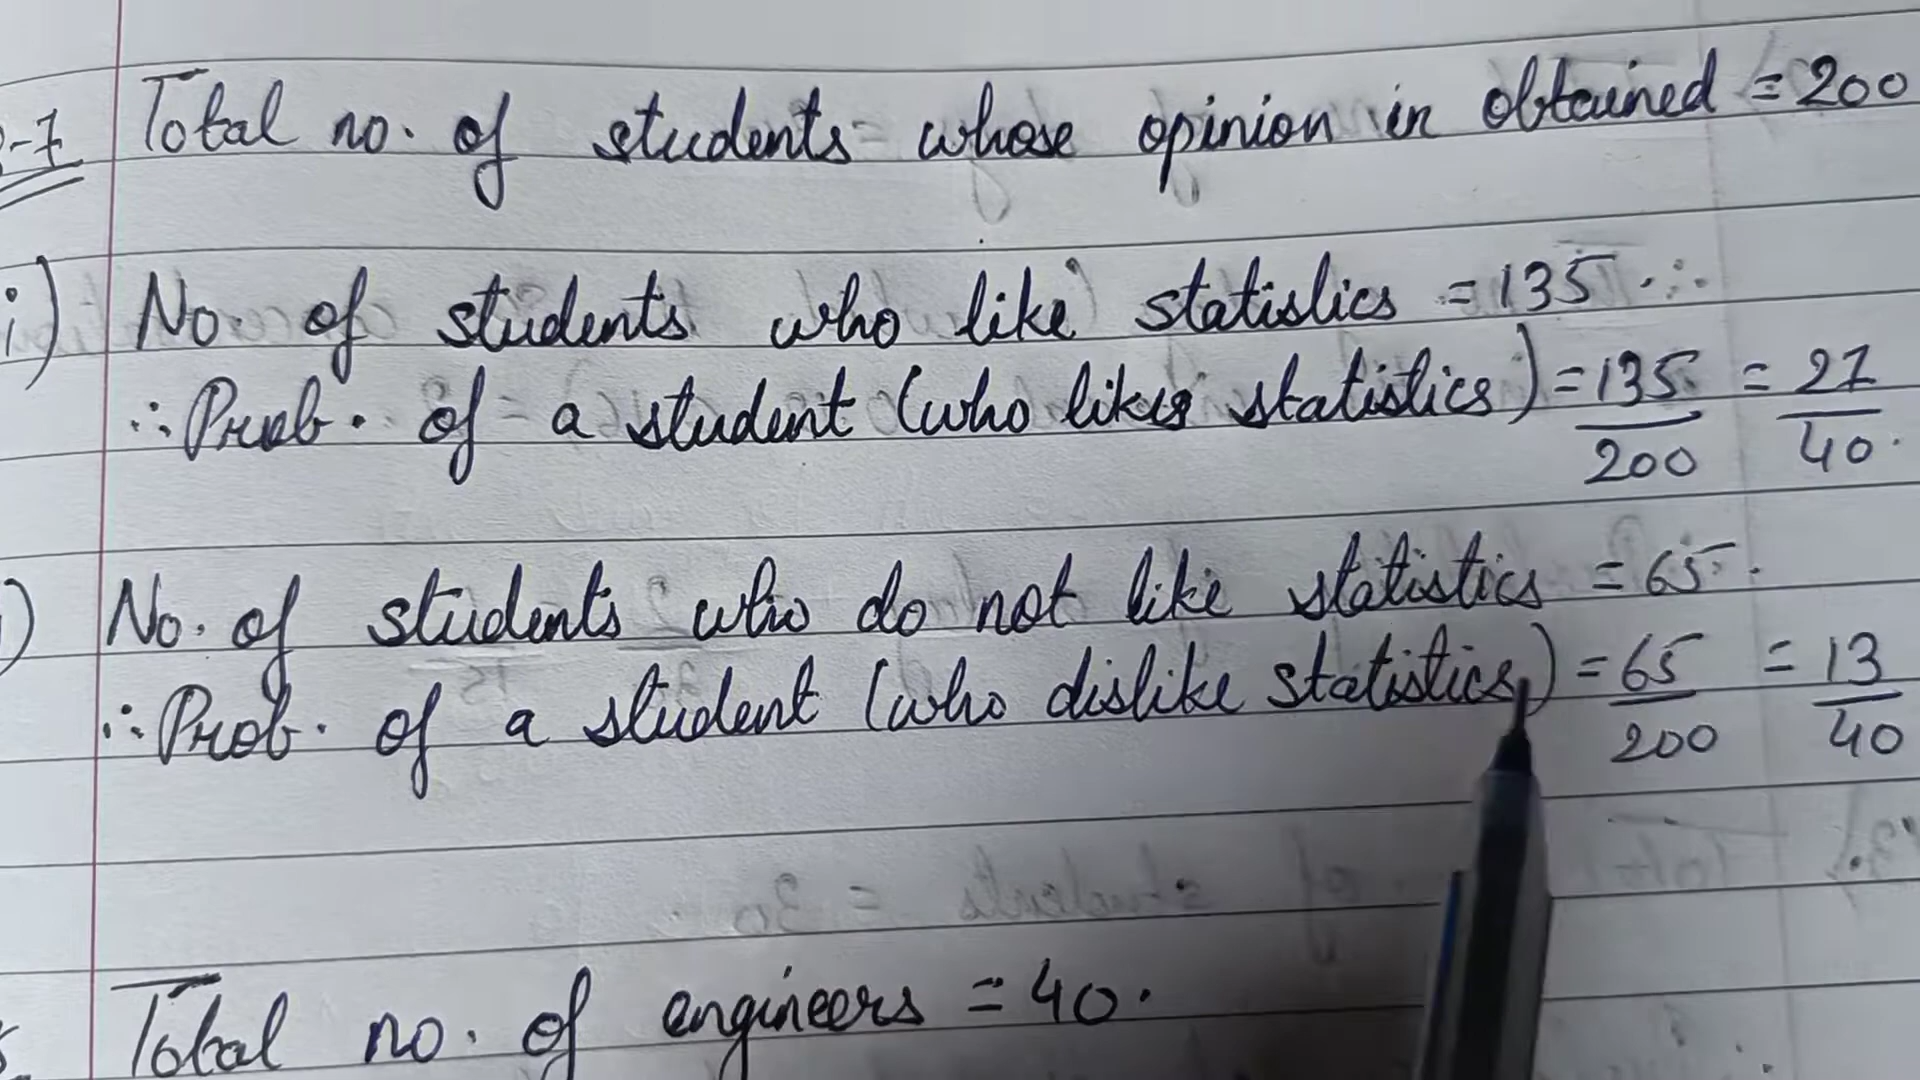 -7 Total no. of students whose opinion in obtained = 200
i) No. of students who like statistics = 135.
∴ Prob. of a student (who likes statistics) = 135/200 = 27/40.
) No. of students who do not like statistics = 65.
∴ Prob. of a student (who dislike statistics) = 65/200 = 13/40
Total no. of engineers = 40.